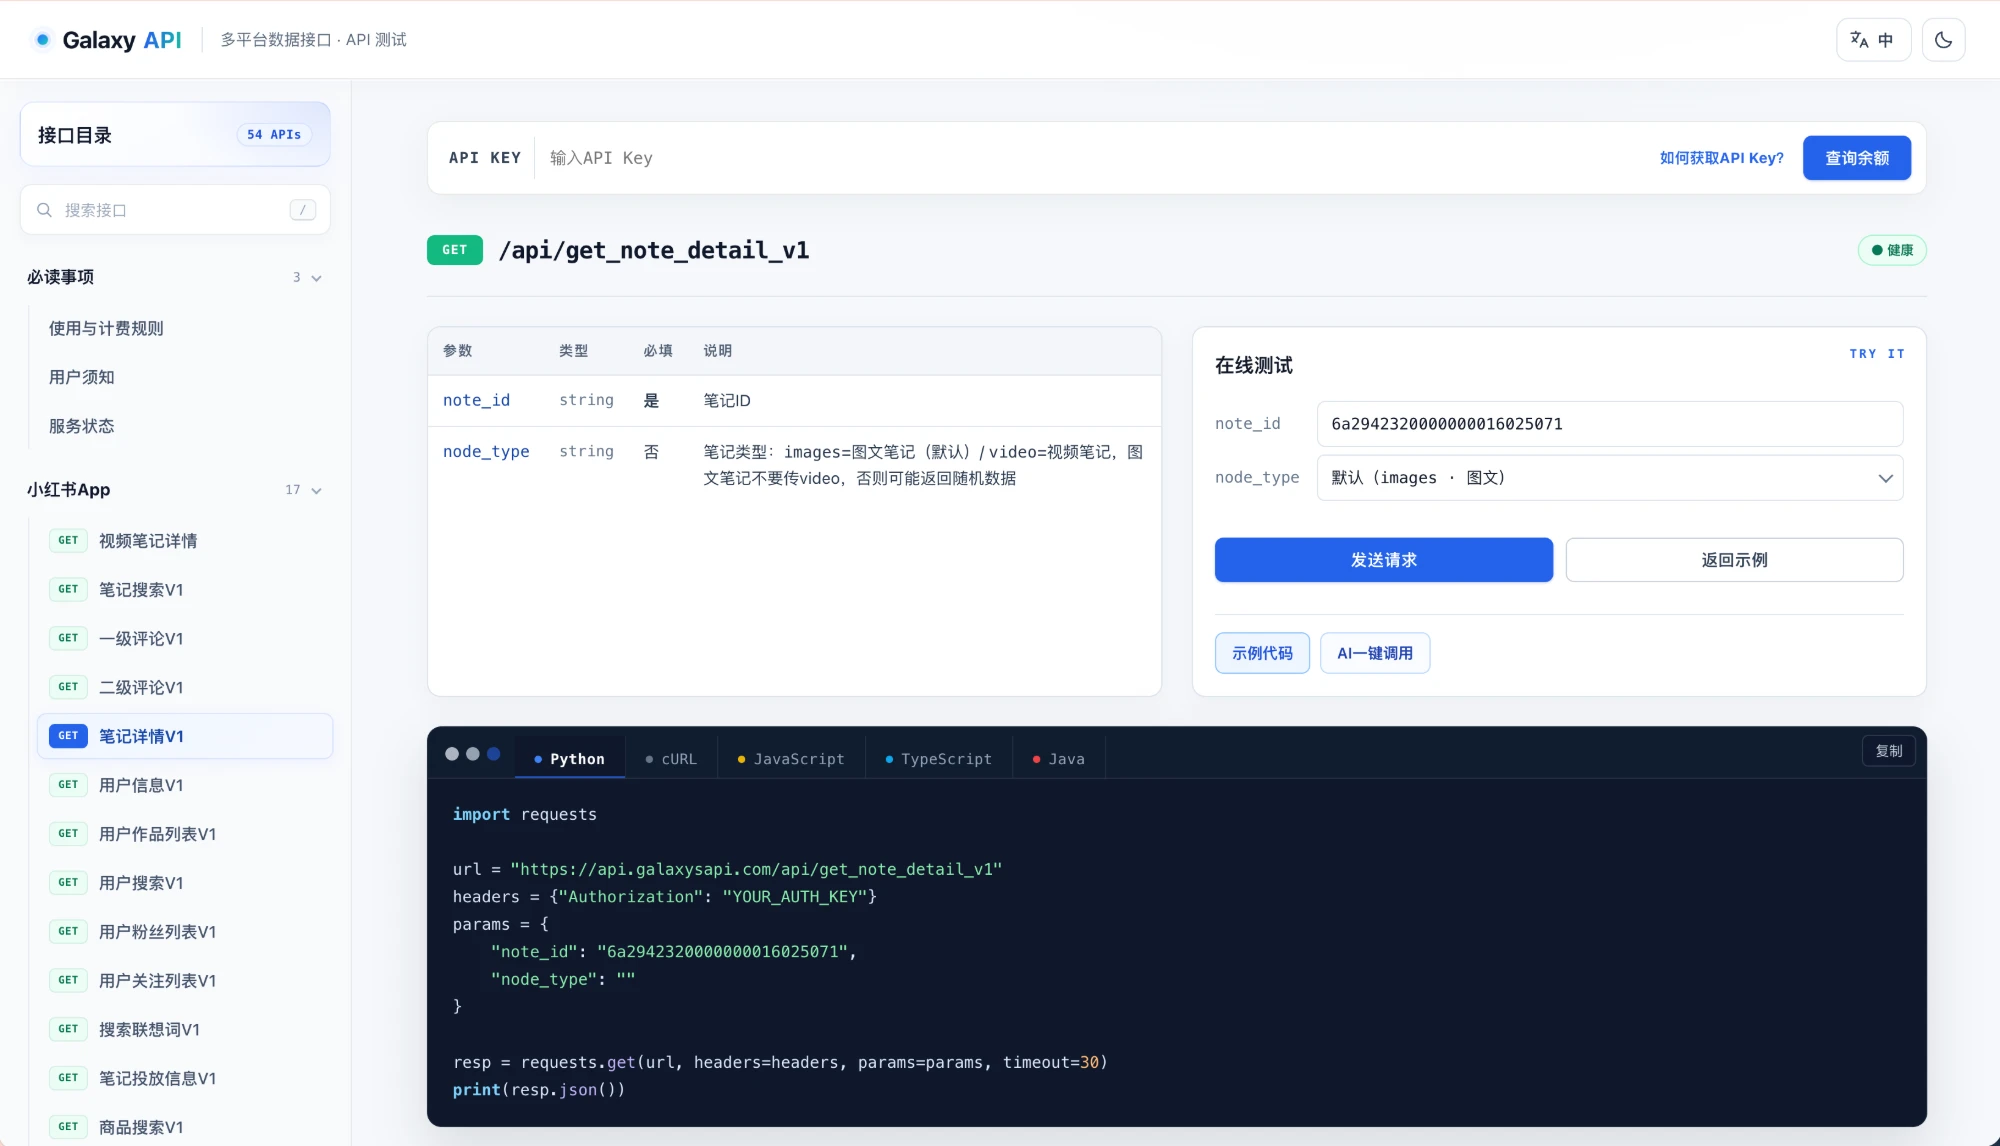 Galaxy API
多平台数据接口 · API 测试
中
接口目录
54 APIs
搜索接口
/
必读事项
3
使用与计费规则
用户须知
服务状态
小红书App
17
GET 视频笔记详情
GET 笔记搜索V1
GET 一级评论V1
GET 二级评论V1
GET 笔记详情V1
GET 用户信息V1
GET 用户作品列表V1
GET 用户搜索V1
GET 用户粉丝列表V1
GET 用户关注列表V1
GET 搜索联想词V1
GET 笔记投放信息V1
GET 商品搜索V1
API KEY
输入API Key
如何获取API Key?
查询余额
GET /api/get_note_detail_v1
健康
参数 类型 必填 说明
note_id string 是 笔记ID
node_type string 否 笔记类型：images=图文笔记（默认）/ video=视频笔记，图
文笔记不要传video，否则可能返回随机数据
在线测试
TRY IT
note_id 6a2942320000000016025071
node_type 默认（images · 图文）
发送请求
返回示例
示例代码
AI一键调用
Python
cURL
JavaScript
TypeScript
Java
复制
import requests
url = "https://api.galaxysapi.com/api/get_note_detail_v1"
headers = {"Authorization": "YOUR_AUTH_KEY"}
params = {
"note_id": "6a2942320000000016025071",
"node_type": ""
}
resp = requests.get(url, headers=headers, params=params, timeout=30)
print(resp.json())